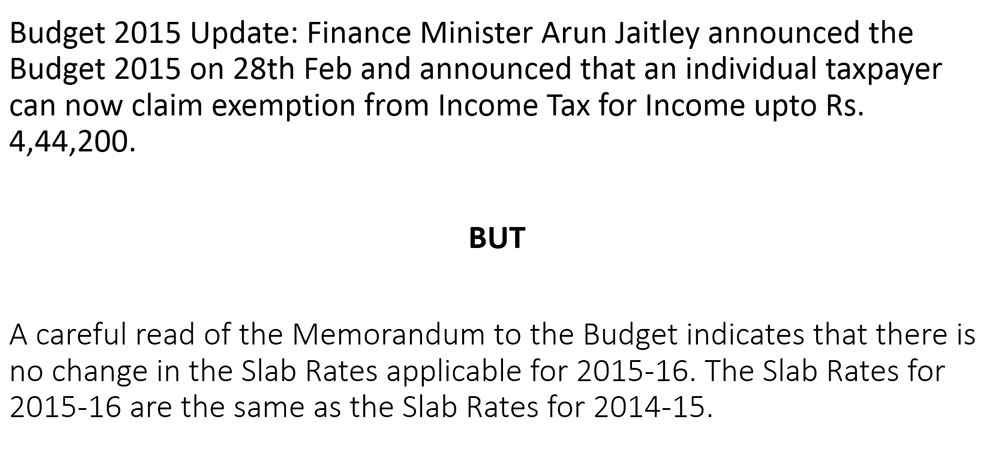 Budget 2015 Update: Finance Minister Arun Jaitley announced the
Budget 2015 on 28th Feb and announced that an individual taxpayer
can now claim exemption from Income Tax for Income upto Rs.
4,44,200.
BUT
A careful read of the Memorandum to the Budget indicates that there is
no change in the Slab Rates applicable for 2015-16. The Slab Rates for
2015-16 are the same as the Slab Rates for 2014-15.